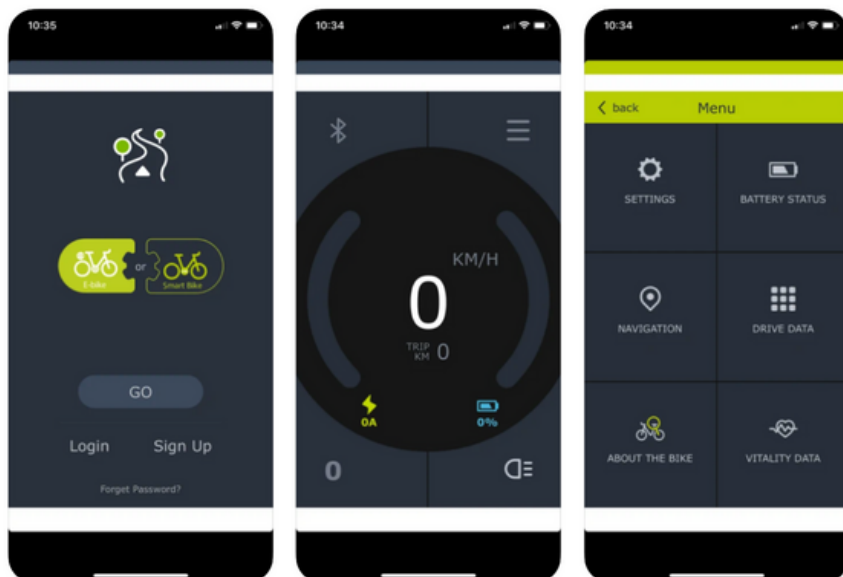 10:35
or
E-bike
Smart Bike
GO
Login Sign Up
Forget Password?
10:34
KM/H
0
TRIP
KM 0
0A 0%
0
10:34
back Menu
SETTINGS BATTERY STATUS
NAVIGATION DRIVE DATA
ABOUT THE BIKE VITALITY DATA